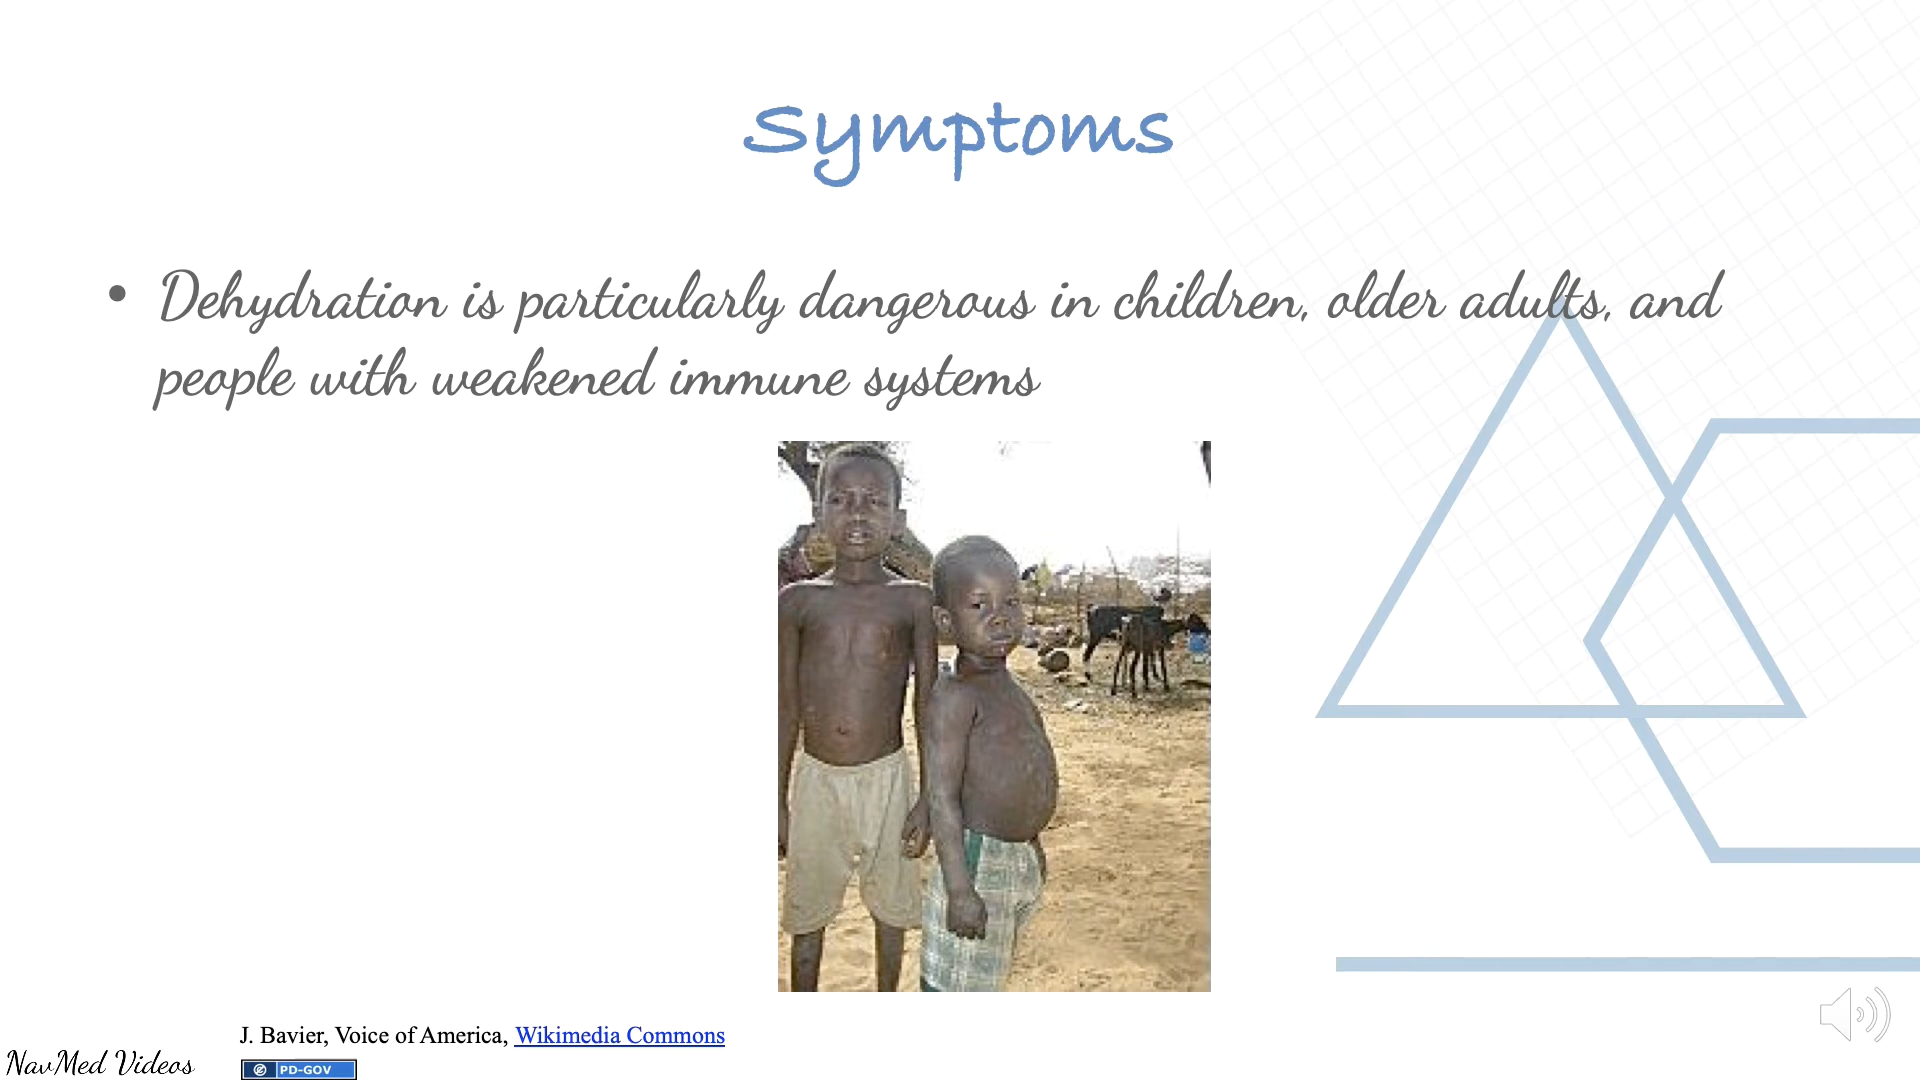 Symptoms
• Dehydration is particularly dangerous in children, older adults, and
people with weakened immune systems
J. Bavier, Voice of America, Wikimedia Commons
NavMed Videos
PD-GOV